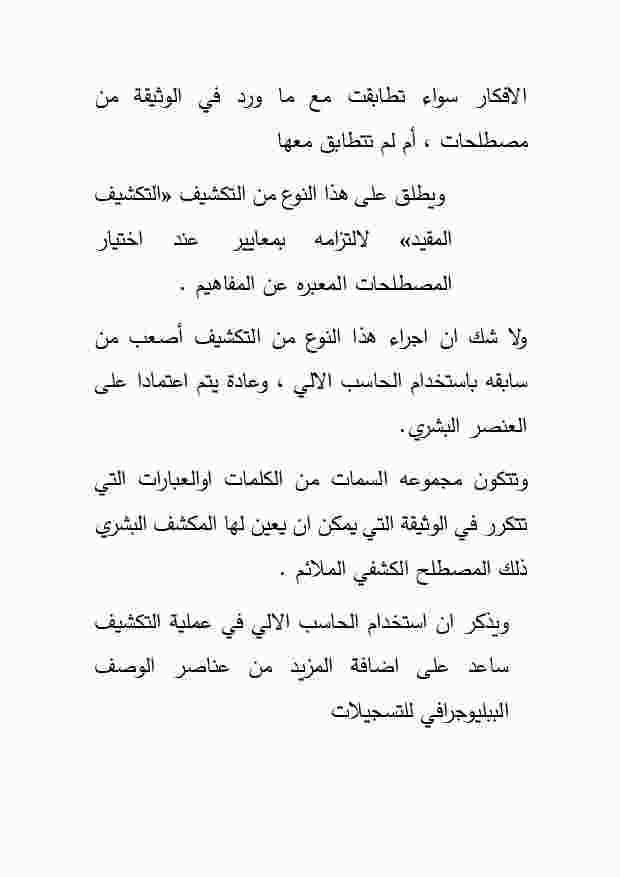 الافكار سواء تطابقت مع ما ورد في الوثيقة من
مصطلحات ، أم لم تتطابق معها
ويطلق على هذا النوع من التكشيف «التكشيف
المقيد» لالتزامه بمعايير عند اختيار
المصطلحات المعبره عن المفاهيم .
ولا شك ان اجراء هذا النوع من التكشيف أصعب من
سابقه باستخدام الحاسب الالي ، وعادة يتم اعتمادا على
العنصر البشري.
وتتكون مجموعه السمات من الكلمات اوالعبارات التي
تتكرر في الوثيقة التي يمكن ان يعين لها المكشف البشري
ذلك المصطلح الكشفي الملائم .
ويذكر ان استخدام الحاسب الالي في عملية التكشيف
ساعد على اضافة المزيد من عناصر الوصف
الببليوجرافي للتسجيلات